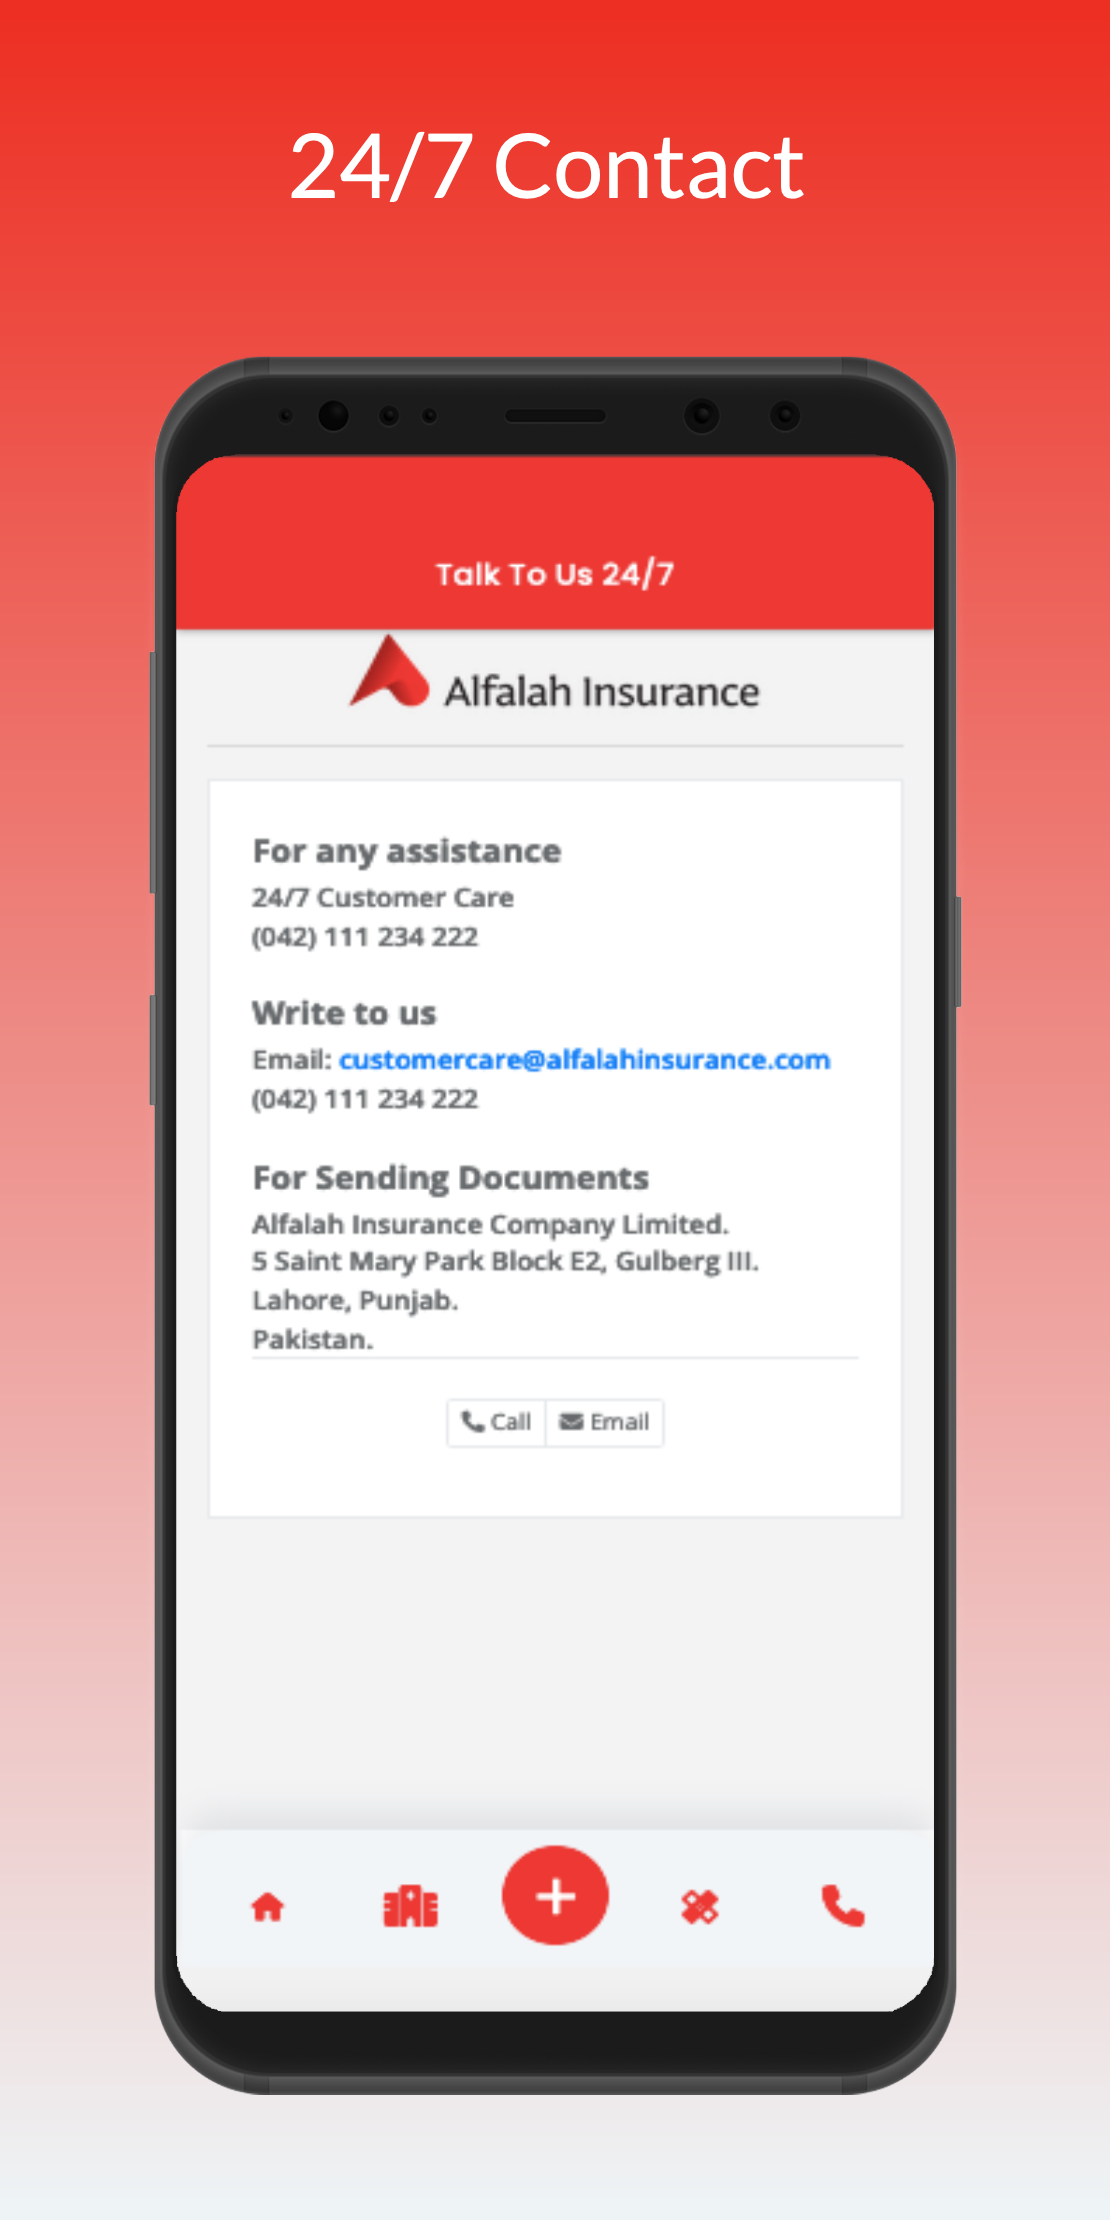 24/7 Contact
Talk To Us 24/7
Alfalah Insurance
For any assistance
24/7 Customer Care
(042) 111 234 222
Write to us
Email: customercare@alfalahinsurance.com
(042) 111 234 222
For Sending Documents
Alfalah Insurance Company Limited.
5 Saint Mary Park Block E2, Gulberg III.
Lahore, Punjab.
Pakistan.
Call Email